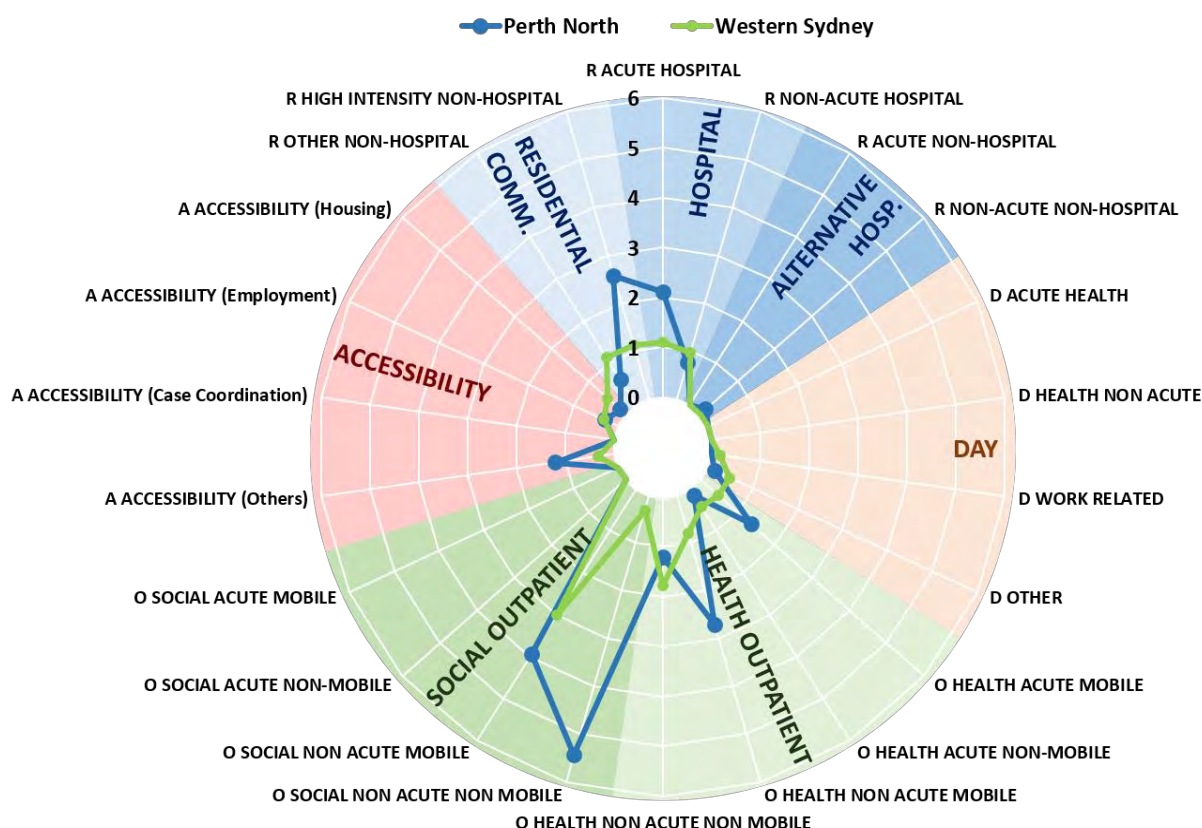 Perth North
Western Sydney
R ACUTE HOSPITAL
R HIGH INTENSITY NON-HOSPITAL
R NON-ACUTE HOSPITAL
R OTHER NON-HOSPITAL
R ACUTE NON-HOSPITAL
A ACCESSIBILITY (Housing)
R NON-ACUTE NON-HOSPITAL
A ACCESSIBILITY (Employment)
D ACUTE HEALTH
A ACCESSIBILITY (Case Coordination)
D HEALTH NON ACUTE
A ACCESSIBILITY (Others)
D WORK RELATED
O SOCIAL ACUTE MOBILE
D OTHER
O SOCIAL ACUTE NON-MOBILE
O HEALTH ACUTE MOBILE
O SOCIAL NON ACUTE MOBILE
O HEALTH ACUTE NON-MOBILE
O SOCIAL NON ACUTE NON MOBILE
O HEALTH NON ACUTE MOBILE
O HEALTH NON ACUTE NON MOBILE
6
5
4
3
2
1
0
RESIDENTIAL
COMM.
HOSPITAL
ALTERNATIVE
HOSP.
ACCESSIBILITY
DAY
SOCIAL OUTPATIENT
HEALTH OUTPATIENT